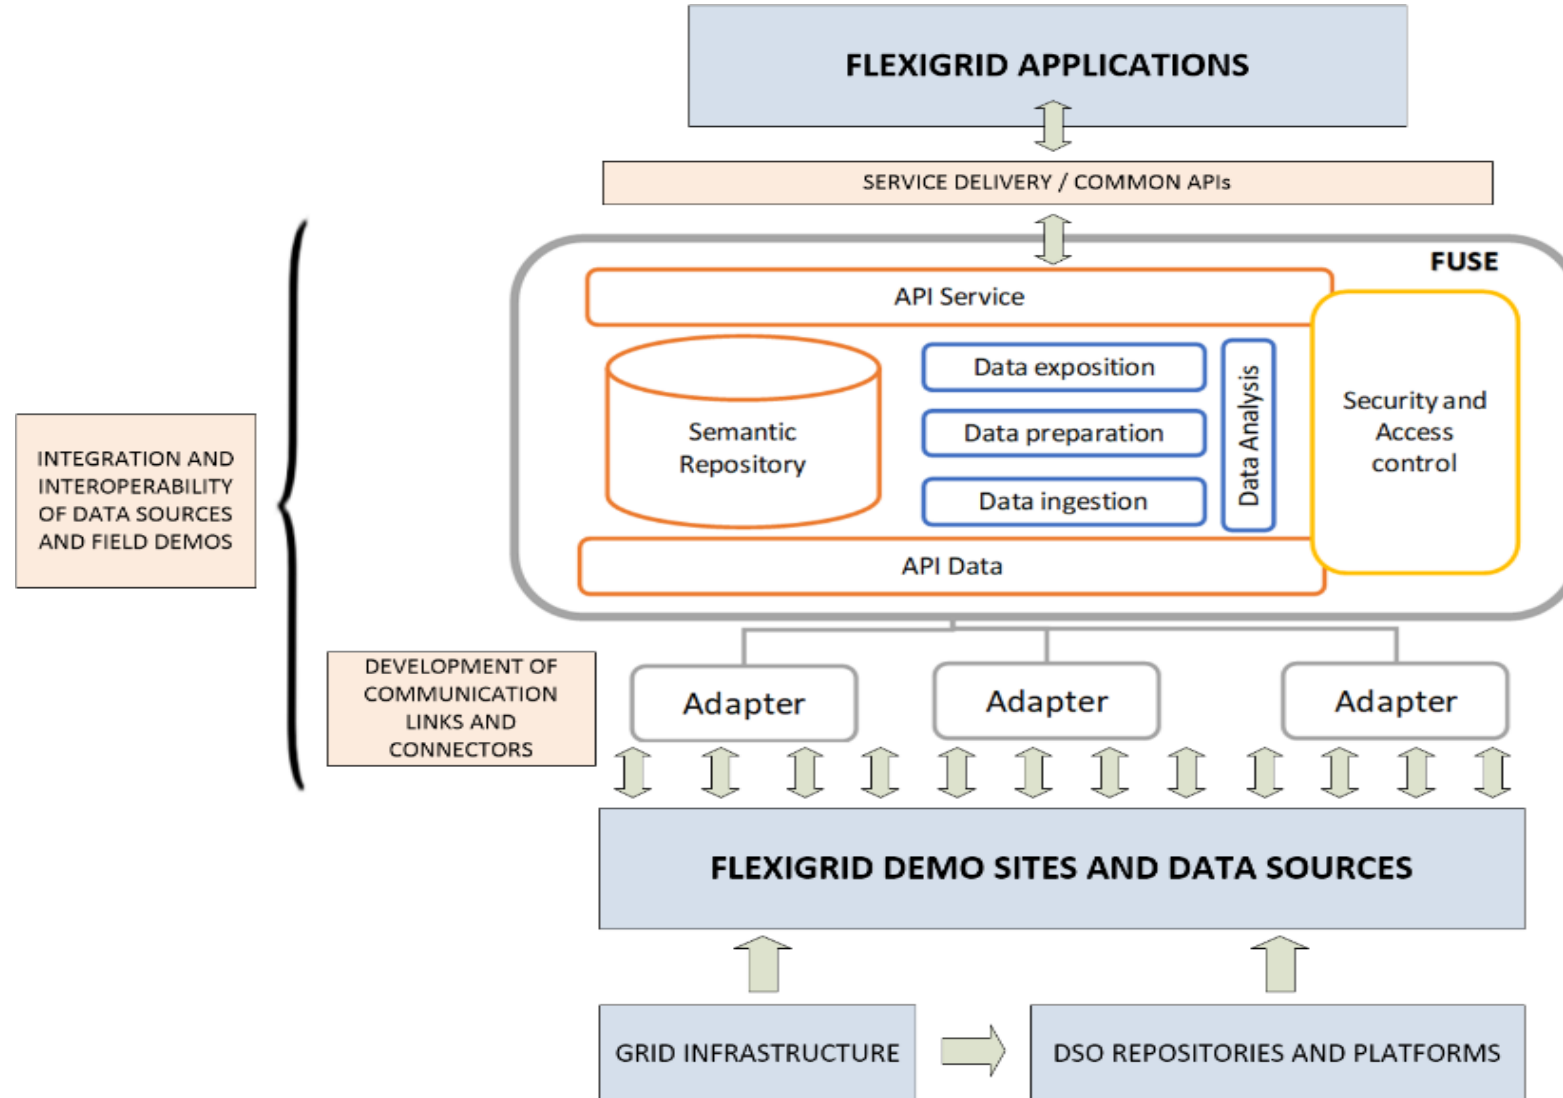 FLEXIGRID APPLICATIONS
SERVICE DELIVERY / COMMON APIs
FUSE
API Service
Semantic
Repository
Data exposition
Data preparation
Data ingestion
Data Analysis
Security and
Access
control
API Data
INTEGRATION AND
INTEROPERABILITY
OF DATA SOURCES
AND FIELD DEMOS
DEVELOPMENT OF
COMMUNICATION
LINKS AND
CONNECTORS
Adapter
Adapter
Adapter
FLEXIGRID DEMO SITES AND DATA SOURCES
GRID INFRASTRUCTURE
DSO REPOSITORIES AND PLATFORMS